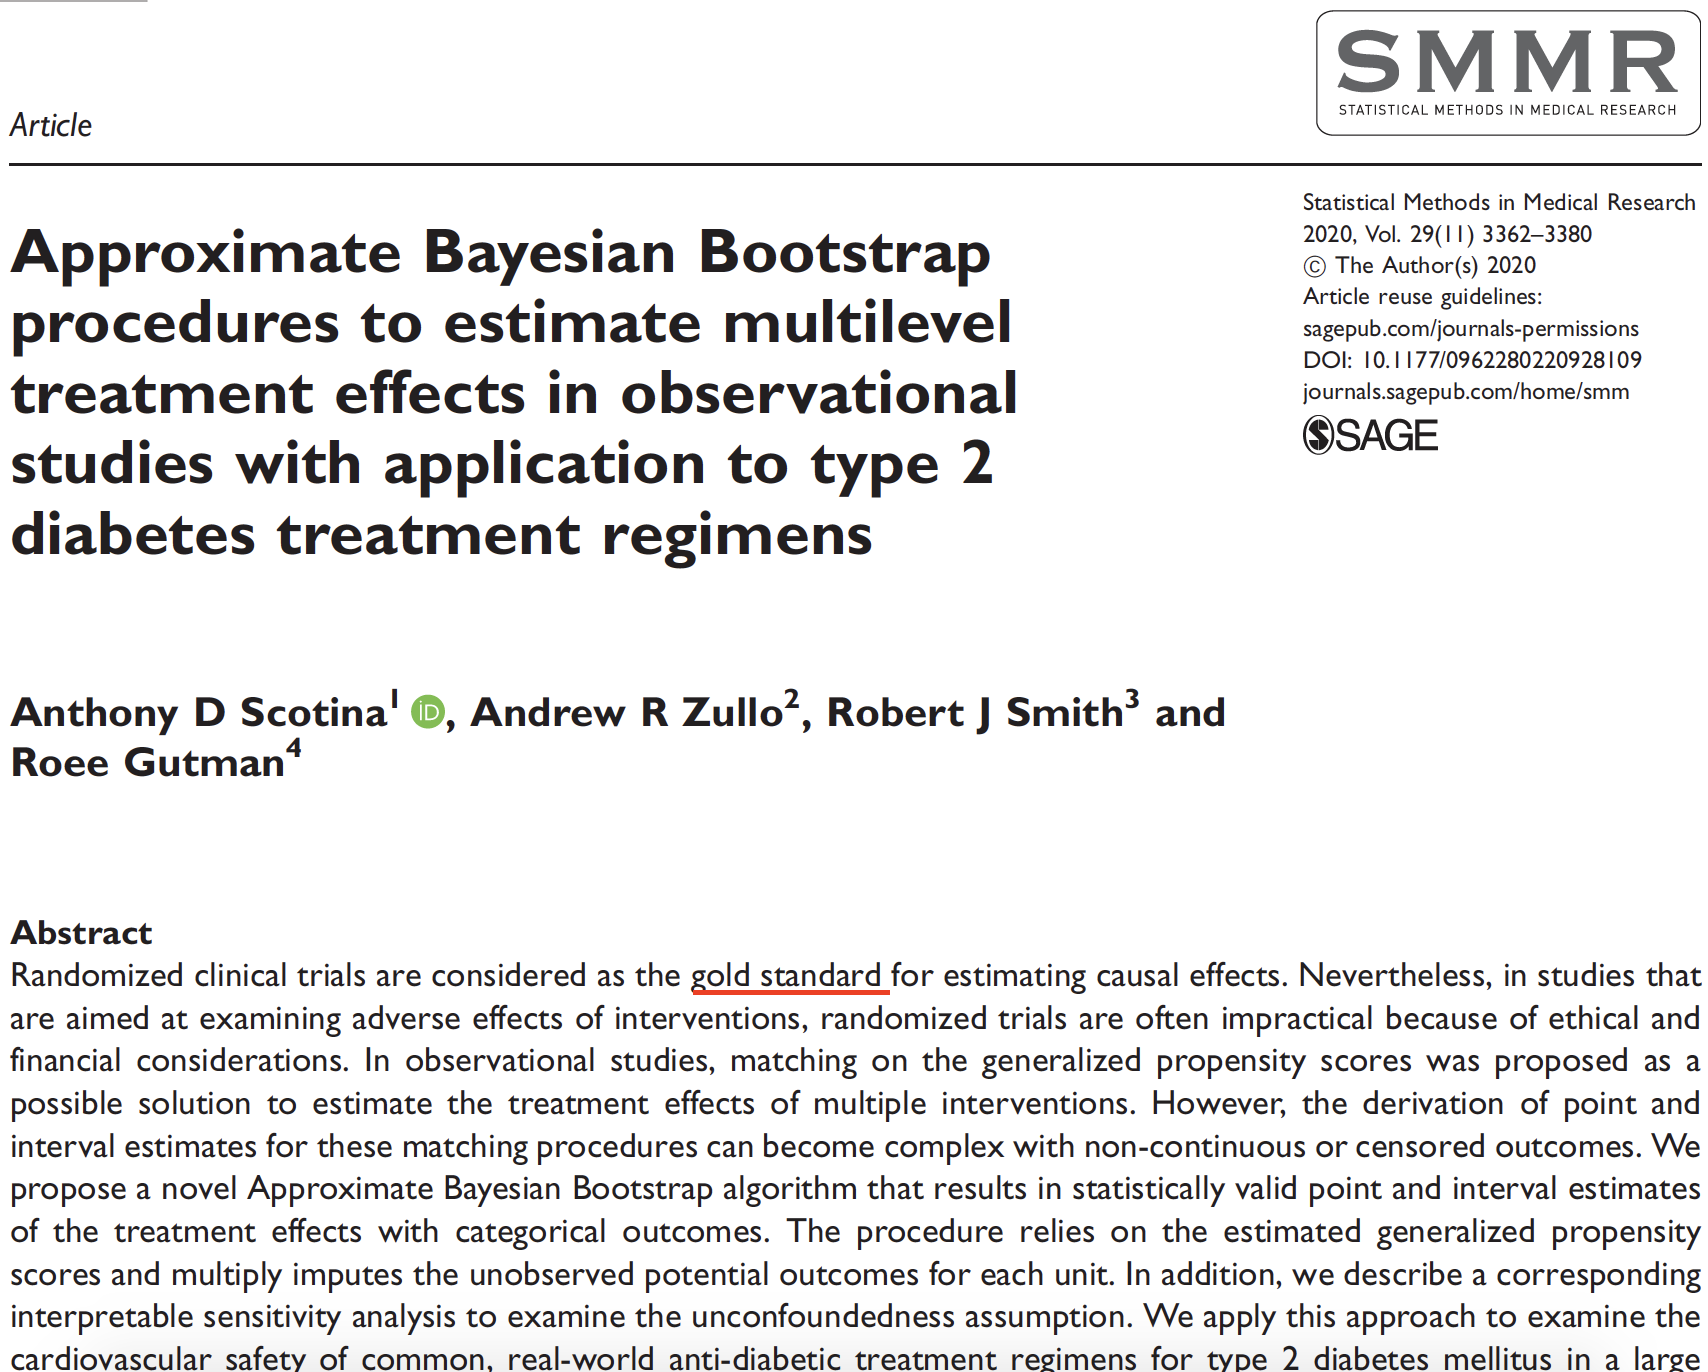 SMMR
STATISTICAL METHODS IN MEDICAL RESEARCH
Article
Statistical Methods in Medical Research
2020, Vol. 29(11) 3362–3380
© The Author(s) 2020
Article reuse guidelines:
sagepub.com/journals-permissions
DOI: 10.1177/0962280220928109
journals.sagepub.com/home/smm
SAGE
Approximate Bayesian Bootstrap
procedures to estimate multilevel
treatment effects in observational
studies with application to type 2
diabetes treatment regimens
Anthony D Scotina1 iD, Andrew R Zullo2, Robert J Smith3 and
Roee Gutman4
Abstract
Randomized clinical trials are considered as the gold standard for estimating causal effects. Nevertheless, in studies that
are aimed at examining adverse effects of interventions, randomized trials are often impractical because of ethical and
financial considerations. In observational studies, matching on the generalized propensity scores was proposed as a
possible solution to estimate the treatment effects of multiple interventions. However, the derivation of point and
interval estimates for these matching procedures can become complex with non-continuous or censored outcomes. We
propose a novel Approximate Bayesian Bootstrap algorithm that results in statistically valid point and interval estimates
of the treatment effects with categorical outcomes. The procedure relies on the estimated generalized propensity
scores and multiply imputes the unobserved potential outcomes for each unit. In addition, we describe a corresponding
interpretable sensitivity analysis to examine the unconfoundedness assumption. We apply this approach to examine the
cardiovascular safety of common, real-world anti-diabetic treatment regimens for type 2 diabetes mellitus in a large